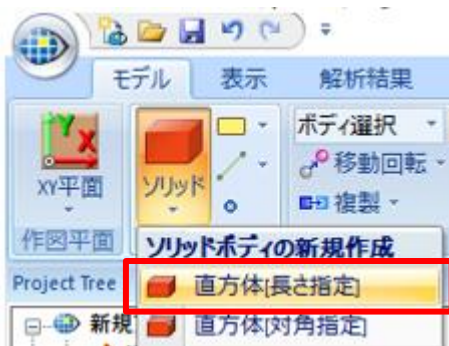 モデル 表示 解析結果
Y X
XY平面
ソリッド
ボディ選択
移動回転
複製
作図平面
ソリッドボディの新規作成
Project Tree
直方体[長さ指定]
新規
直方体[対角指定]